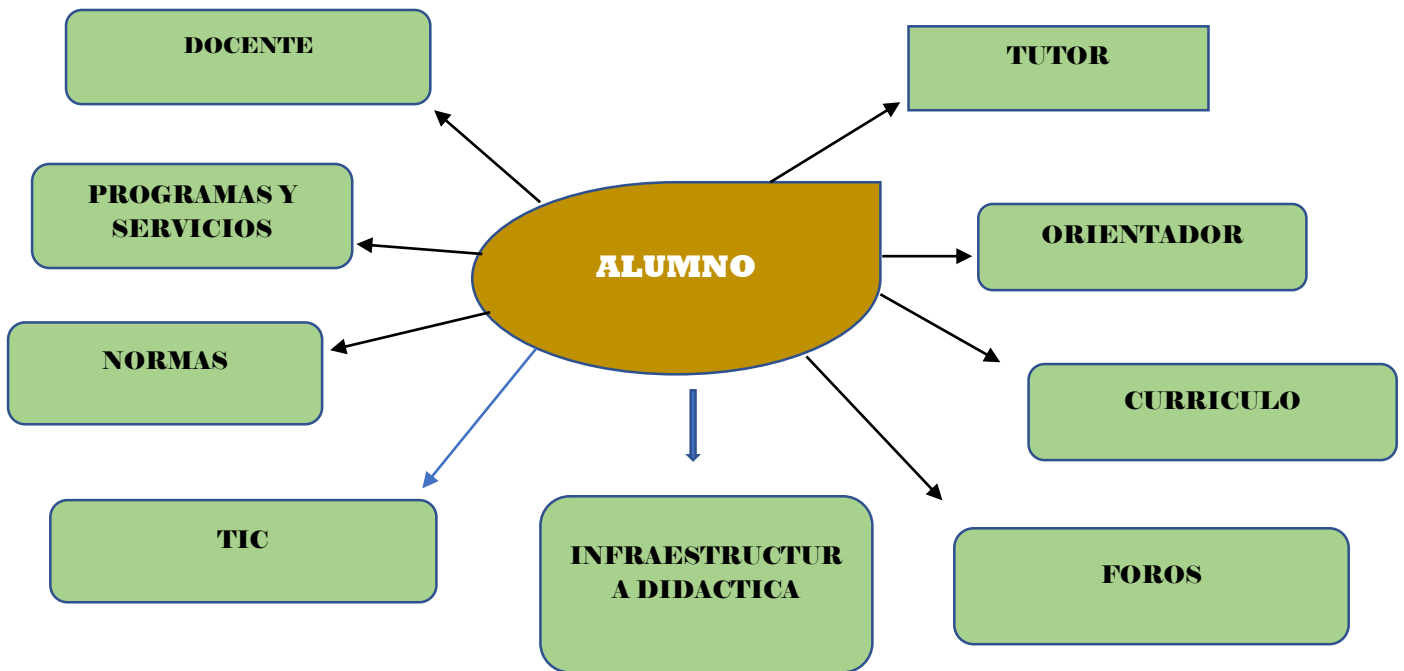 DOCENTE
TUTOR
PROGRAMAS Y
SERVICIOS
ORIENTADOR
ALUMNO
NORMAS
CURRICULO
TIC
INFRAESTRUCTUR
A DIDACTICA
FOROS